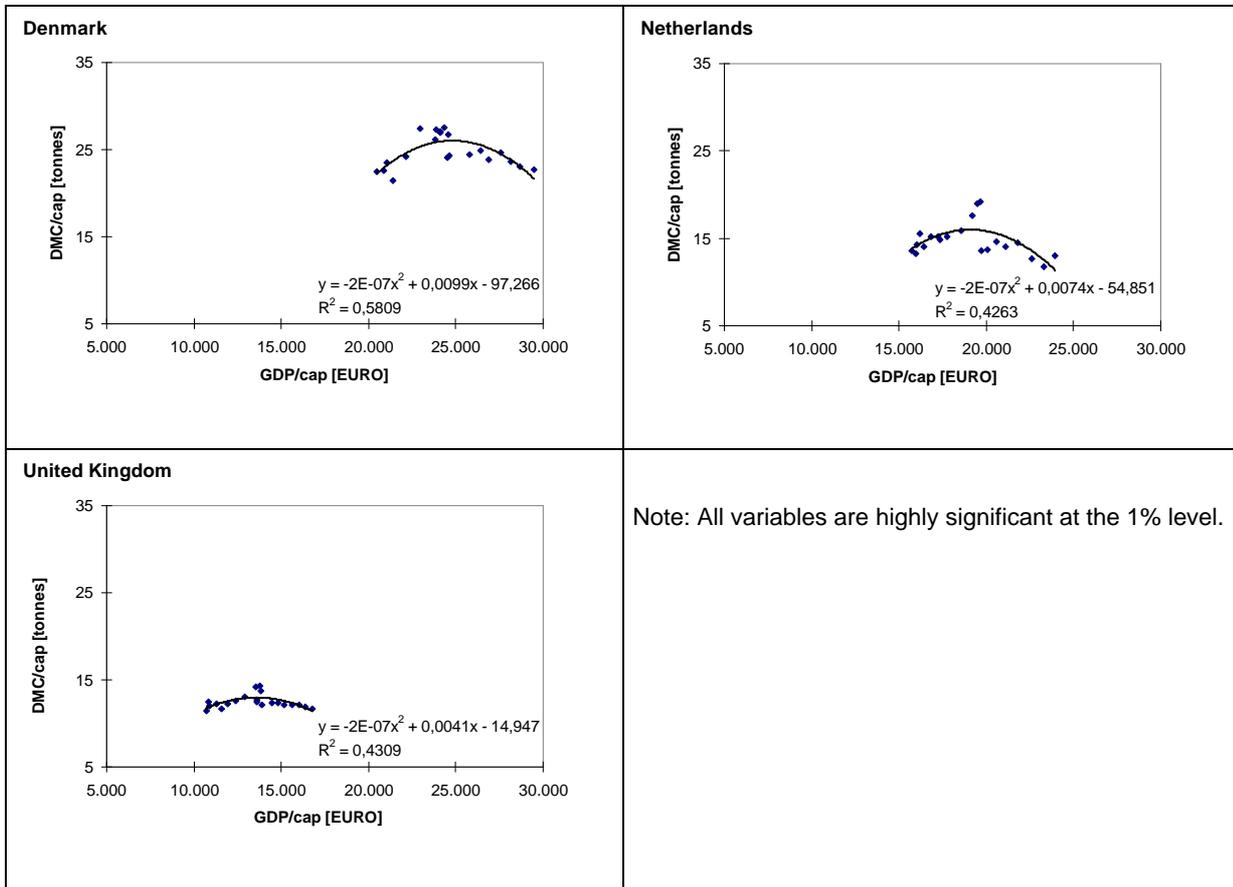 Denmark
35
25
15
5
5.000 10.000 15.000 20.000 25.000 30.000
GDP/cap [EURO]
DMC/cap [tonnes]
y = -2E-07x² + 0,0099x - 97,266
R² = 0,5809
Netherlands
35
25
15
5
5.000 10.000 15.000 20.000 25.000 30.000
GDP/cap [EURO]
DMC/cap [tonnes]
y = -2E-07x² + 0,0074x - 54,851
R² = 0,4263
United Kingdom
35
25
15
5
5.000 10.000 15.000 20.000 25.000 30.000
GDP/cap [EURO]
DMC/cap [tonnes]
y = -2E-07x² + 0,0041x - 14,947
R² = 0,4309
Note: All variables are highly significant at the 1% level.